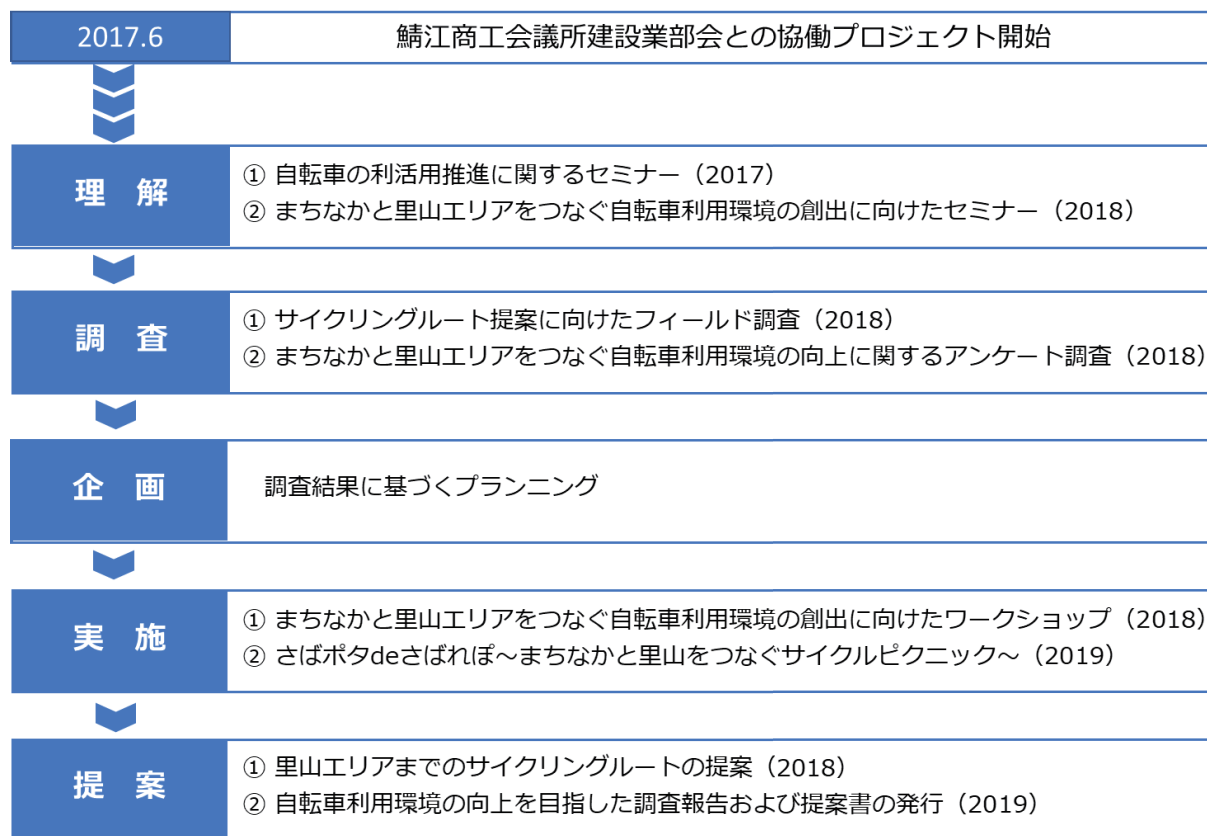 2017.6
鯖江商工会議所建設業部会との協働プロジェクト開始
理 解
① 自転車の利活用推進に関するセミナー（2017）
② まちなかと里山エリアをつなぐ自転車利用環境の創出に向けたセミナー（2018）
調 査
① サイクリングルート提案に向けたフィールド調査（2018）
② まちなかと里山エリアをつなぐ自転車利用環境の向上に関するアンケート調査（2018）
企 画
調査結果に基づくプランニング
実 施
① まちなかと里山エリアをつなぐ自転車利用環境の創出に向けたワークショップ（2018）
② さばポタdeさばれぽ～まちなかと里山をつなぐサイクルピクニック～（2019）
提 案
① 里山エリアまでのサイクリングルートの提案（2018）
② 自転車利用環境の向上を目指した調査報告および提案書の発行（2019）